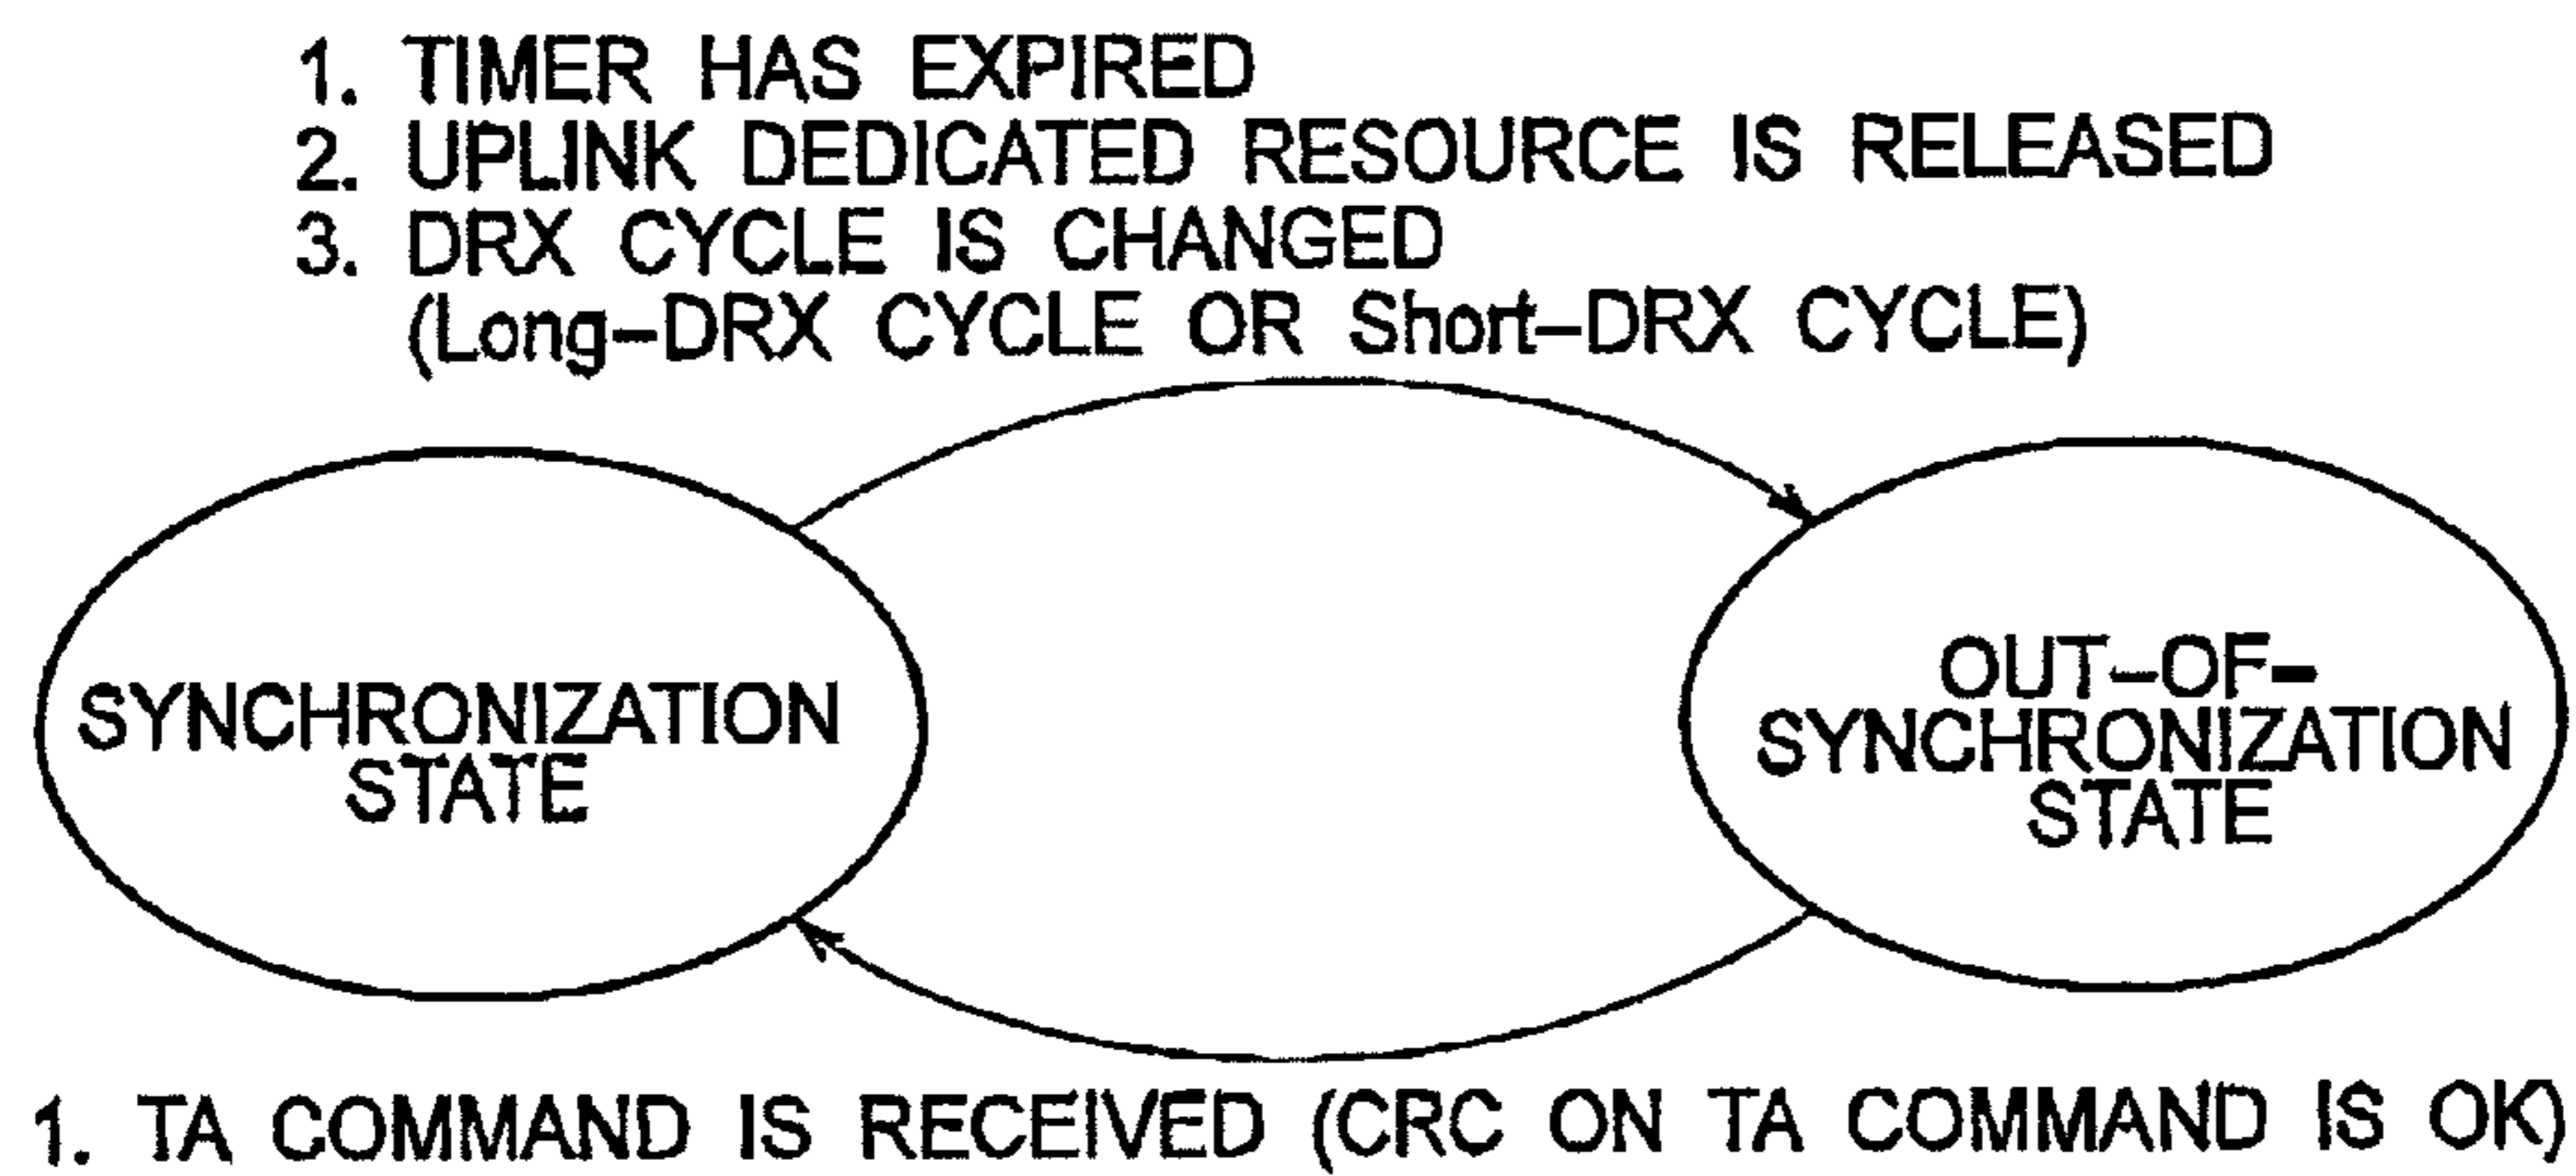 1. TIMER HAS EXPIRED
2. UPLINK DEDICATED RESOURCE IS RELEASED
3. DRX CYCLE IS CHANGED
(Long-DRX CYCLE OR Short-DRX CYCLE)
SYNCHRONIZATION
STATE
OUT-OF-
SYNCHRONIZATION
STATE
1. TA COMMAND IS RECEIVED (CRC ON TA COMMAND IS OK)